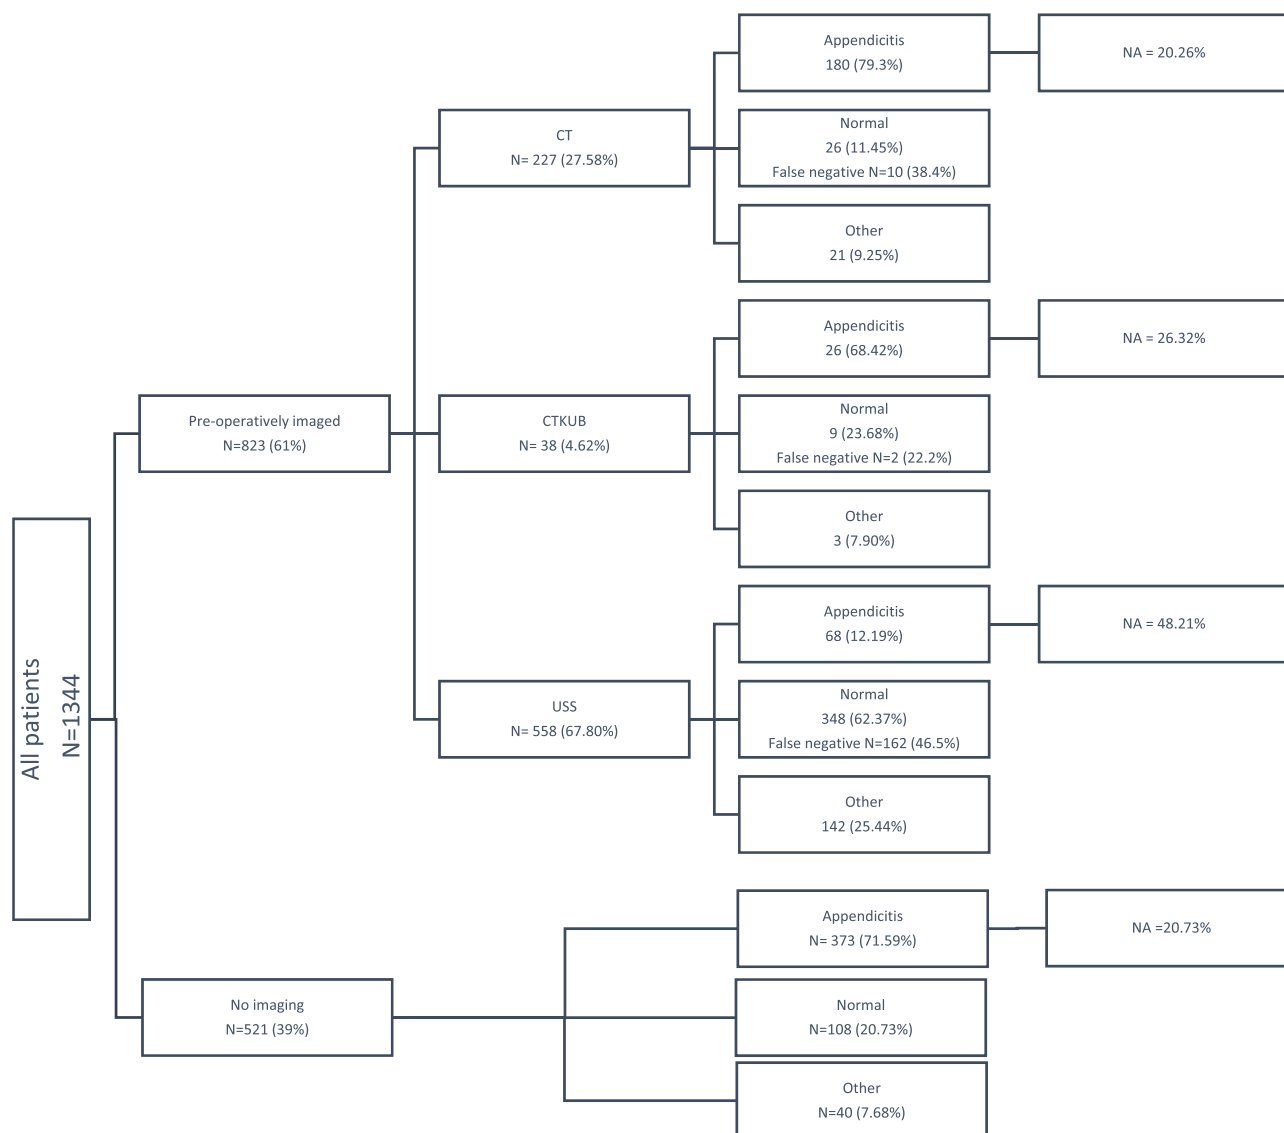 All patients
N=1344
Pre-operatively imaged
N=823 (61%)
CT
N= 227 (27.58%)
Appendicitis
180 (79.3%)
NA = 20.26%
Normal
26 (11.45%)
False negative N=10 (38.4%)
Other
21 (9.25%)
CTKUB
N= 38 (4.62%)
Appendicitis
26 (68.42%)
NA = 26.32%
Normal
9 (23.68%)
False negative N=2 (22.2%)
Other
3 (7.90%)
USS
N= 558 (67.80%)
Appendicitis
68 (12.19%)
NA = 48.21%
Normal
348 (62.37%)
False negative N=162 (46.5%)
Other
142 (25.44%)
No imaging
N=521 (39%)
Appendicitis
N= 373 (71.59%)
NA =20.73%
Normal
N=108 (20.73%)
Other
N=40 (7.68%)